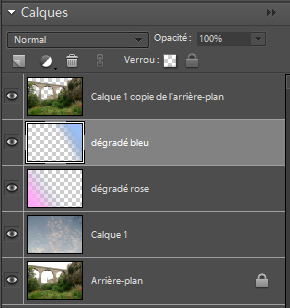 Calques
Normal Opacité : 100%
Verrou :
Calque 1 copie de l'arrière-plan
dégradé bleu
dégradé rose
Calque 1
Arrière-plan